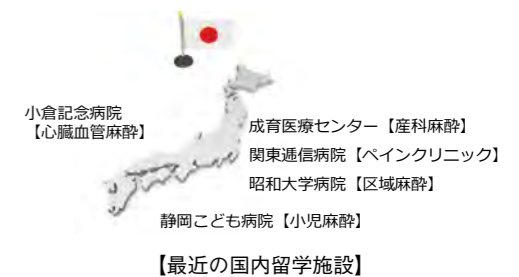 小倉記念病院
【心臓血管麻酔】
成育医療センター【産科麻酔】
関東逓信病院【ペインクリニック】
昭和大学病院【区域麻酔】
静岡こども病院【小児麻酔】
【最近の国内留学施設】